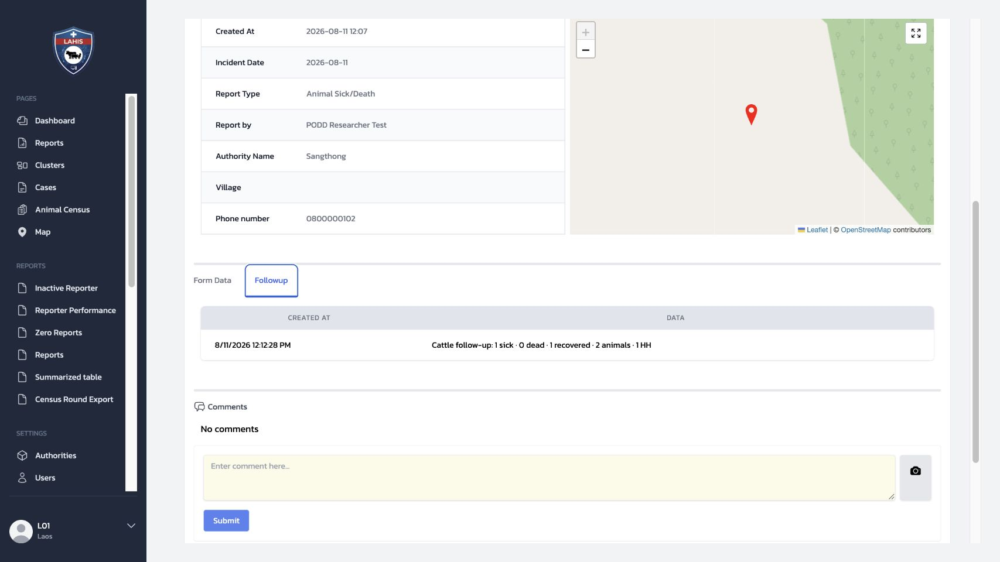 LAHIS
PAGES
Dashboard
Reports
Clusters
Cases
Animal Census
Map
REPORTS
Inactive Reporter
Reporter Performance
Zero Reports
Reports
Summarized table
Census Round Export
SETTINGS
Authorities
Users
L01
Laos
Created At 2026-08-11 12:07
Incident Date 2026-08-11
Report Type Animal Sick/Death
Report by PODD Researcher Test
Authority Name Sangthong
Village
Phone number 0800000102
+
−
Leaflet | © OpenStreetMap contributors
Form Data Followup
CREATED AT DATA
8/11/2026 12:12:28 PM Cattle follow-up: 1 sick · 0 dead · 1 recovered · 2 animals · 1 HH
Comments
No comments
Enter comment here...
Submit